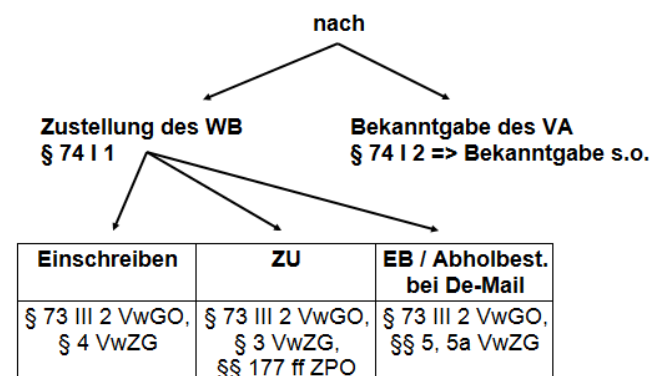 nach
Zustellung des WB
§ 74 I 1
Bekanntgabe des VA
§ 74 I 2 => Bekanntgabe s.o.
Einschreiben
ZU
EB / Abholbest.
bei De-Mail
§ 73 III 2 VwGO,
§ 4 VwZG
§ 73 III 2 VwGO,
§ 3 VwZG,
§§ 177 ff ZPO
§ 73 III 2 VwGO,
§§ 5, 5a VwZG